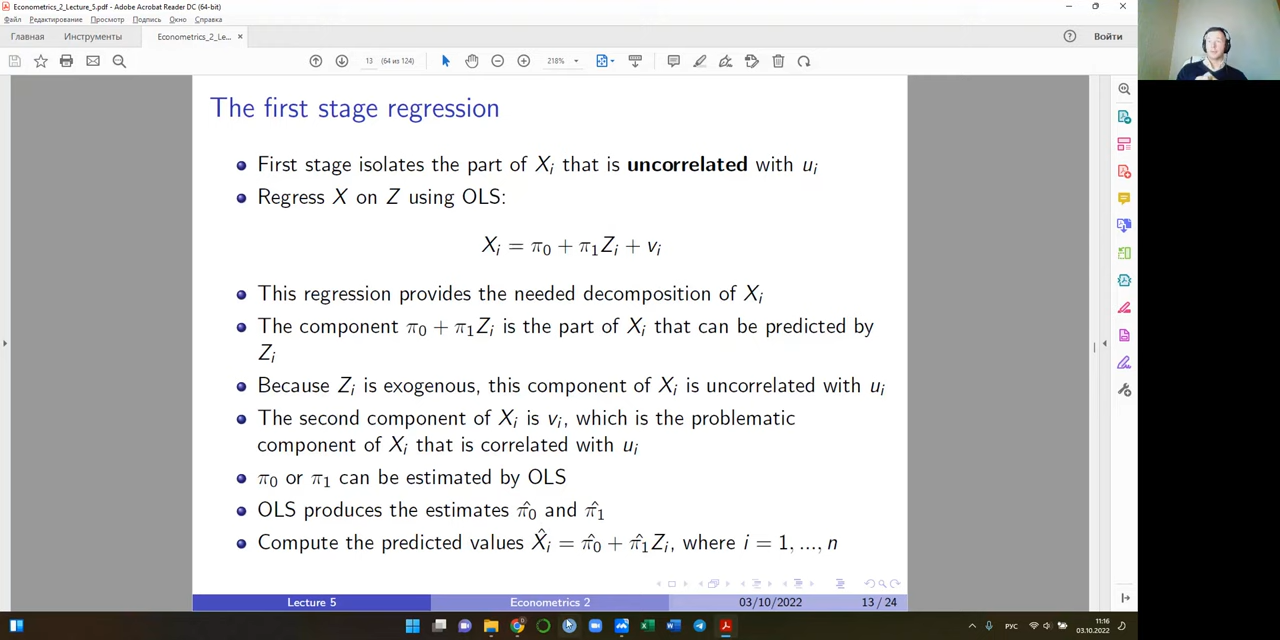 Econometrics_2_Lecture_5.pdf - Adobe Acrobat Reader DC (64-bit)
Файл Редактирование Просмотр Подпись Окно Справка
Главная Инструменты Econometrics_2_Le... × Войти
13 (64 из 124) 218%
The first stage regression
First stage isolates the part of Xᵢ that is uncorrelated with uᵢ
Regress X on Z using OLS:
Xᵢ = π₀ + π₁Zᵢ + vᵢ
This regression provides the needed decomposition of Xᵢ
The component π₀ + π₁Zᵢ is the part of Xᵢ that can be predicted by
Zᵢ
Because Zᵢ is exogenous, this component of Xᵢ is uncorrelated with uᵢ
The second component of Xᵢ is vᵢ, which is the problematic
component of Xᵢ that is correlated with uᵢ
π₀ or π₁ can be estimated by OLS
OLS produces the estimates π̂₀ and π̂₁
Compute the predicted values X̂ᵢ = π̂₀ + π̂₁Zᵢ, where i = 1, ..., n
Lecture 5 Econometrics 2 03/10/2022 13 / 24
РУС 11:16
03.10.2022